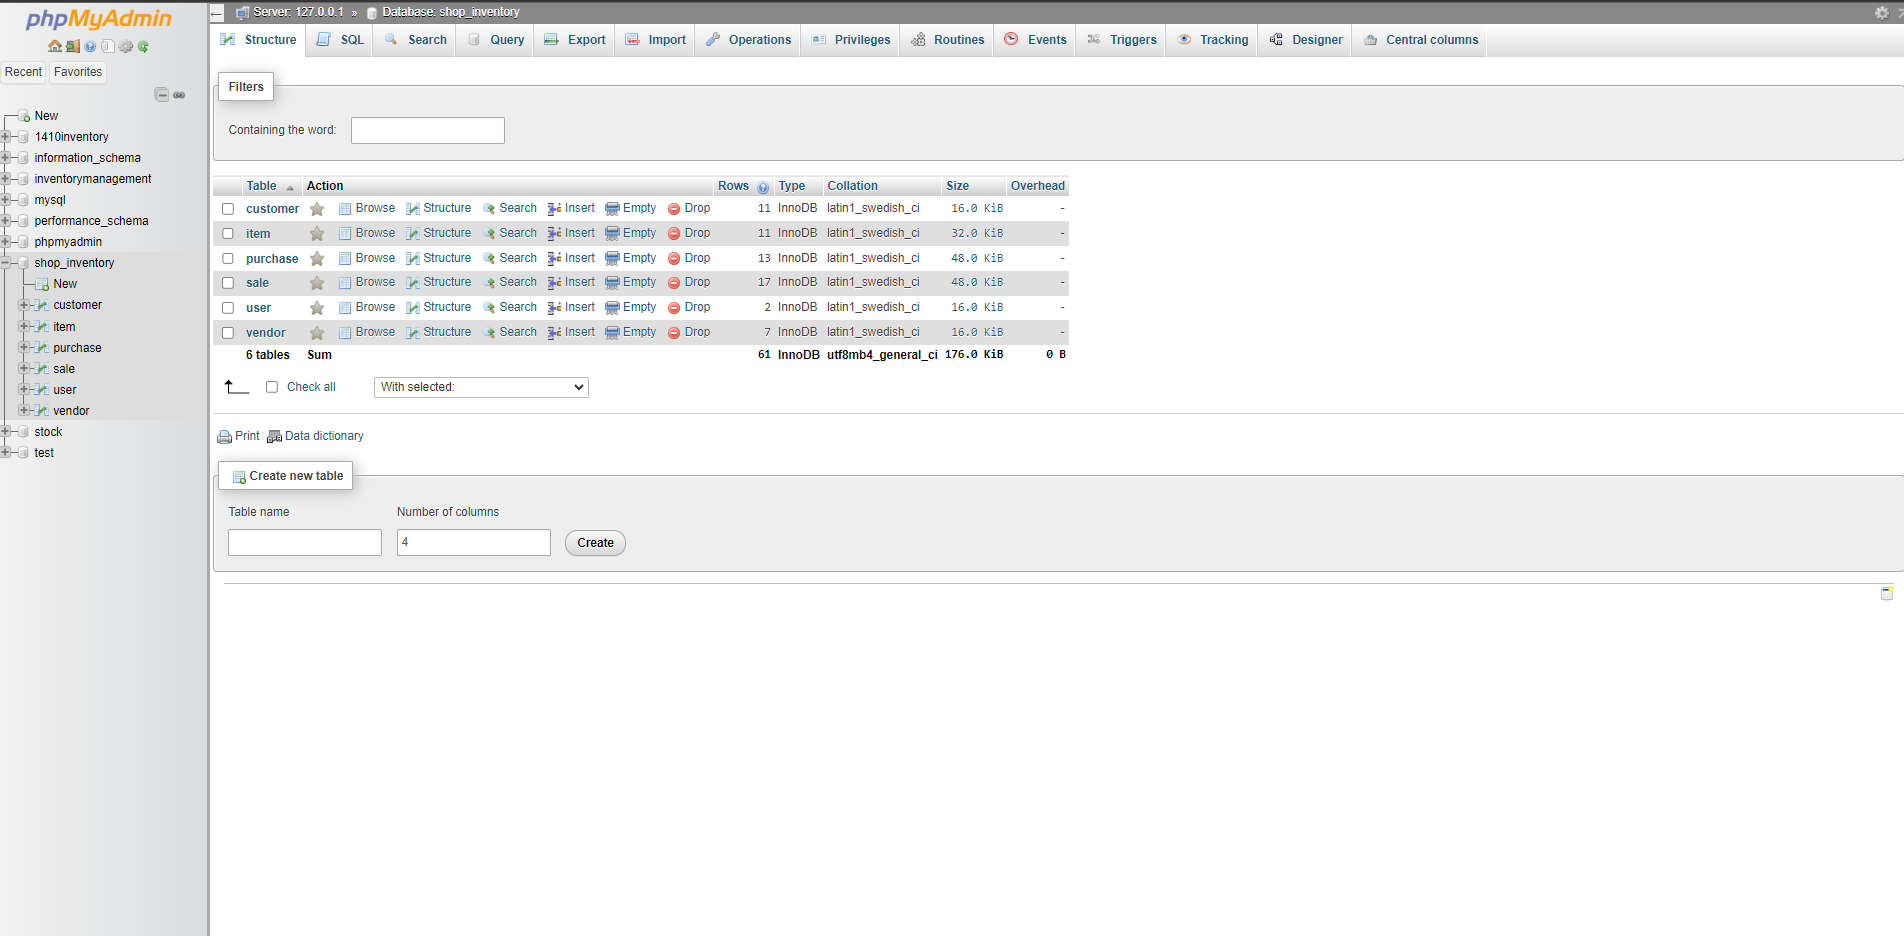 phpMyAdmin
Recent Favorites
New
1410inventory
information_schema
inventorymanagement
mysql
performance_schema
phpmyadmin
shop_inventory
New
customer
item
purchase
sale
user
vendor
stock
test
Server: 127.0.0.1 » Database: shop_inventory
Structure SQL Search Query Export Import Operations Privileges Routines Events Triggers Tracking Designer Central columns
Filters
Containing the word:
Table Action Rows Type Collation Size Overhead
customer Browse Structure Search Insert Empty Drop 11 InnoDB latin1_swedish_ci 16.0 KiB -
item Browse Structure Search Insert Empty Drop 11 InnoDB latin1_swedish_ci 32.0 KiB -
purchase Browse Structure Search Insert Empty Drop 13 InnoDB latin1_swedish_ci 48.0 KiB -
sale Browse Structure Search Insert Empty Drop 17 InnoDB latin1_swedish_ci 48.0 KiB -
user Browse Structure Search Insert Empty Drop 2 InnoDB latin1_swedish_ci 16.0 KiB -
vendor Browse Structure Search Insert Empty Drop 7 InnoDB latin1_swedish_ci 16.0 KiB -
6 tables Sum 61 InnoDB utf8mb4_general_ci 176.0 KiB 0 B
Check all With selected:
Print Data dictionary
Create new table
Table name Number of columns
4 Create